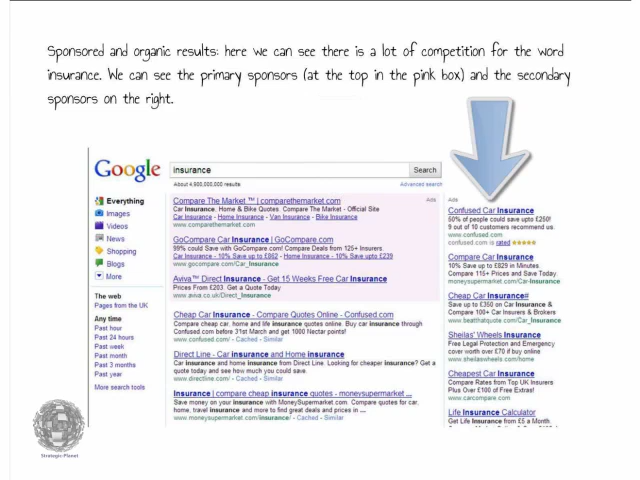 Sponsored and organic results: here we can see there is a lot of competition for the word
insurance. We can see the primary sponsors (at the top in the pink box) and the secondary
sponsors on the right.
Google
insurance
Search
About 4,900,000,000 results
Advanced search
Everything
Images
Videos
News
Shopping
Blogs
More
The web
Pages from the UK
Any time
Past hour
Past 24 hours
Past week
Past month
Past 3 months
Past year
More search tools
Compare The Market ™ | comparethemarket.com
Ads
Car Insurance. Home & Bike Quotes. Compare The Market - Official Site
Car Insurance - Home Insurance - Van Insurance - Bike Insurance
www.comparethemarket.com
GoCompare Car Insurance | GoCompare.com
99% could Save with GoCompare.com! Compare Deals from 125+ Insurers.
Car Insurance - 10% Save up to £862 - Home Insurance - 10% Save upto £239
www.gocompare.com/Car_Insurance
Aviva™ Direct Insurance - Get 15 Weeks Free Car Insurance
Prices From £203. Get a Quote Today.
www.aviva.co.uk/Direct_Insurance
Cheap Car Insurance - Compare Quotes Online - Confused.com
Compare cheap car, home and life insurance quotes online. Buy car insurance through
Confused.com before 31st March and get 1000 Nectar points!
www.confused.com/ - Cached - Similar
Direct Line - Car insurance and Home insurance
Car insurance and home insurance from Direct Line. Looking for cheaper insurance? Get a
quote today and see how much you could save.
www.directline.com/ - Cached - Similar
Insurance | compare cheap insurance quotes - moneysupermarket ...
Save money on your insurance with MoneySupermarket.com. Compare quotes for car,
home, travel insurance and more to find great deals and prices in ...
www.moneysupermarket.com/insurance/ - Cached - Similar
Ads
Confused Car Insurance
50% of people could save upto £250!
9 out of 10 customers recommend us.
www.confused.com
confused.com is rated
Compare Car Insurance
10% Save up to £829 in Minutes
Compare 115+ Prices and Save Today.
moneysupermarket.com/Car-Insurance
Cheap Car Insurance#
Save up to £350 on Car Insurance &
Compare 100+ Car Insurers & Brokers
www.beatthatquote.com/Car_Insurance
Sheilas' Wheels Insurance
Free Legal Protection and Emergency
cover worth over £70 if buy online
www.sheilaswheels.com/home
Cheapest Car Insurance
Compare Rates from Top UK Insurers
Plus Over £100 of Free Extras!
www.carcompare.com
Life Insurance Calculator
Get Life Insurance from £5 a Month.
Strategic-Planet